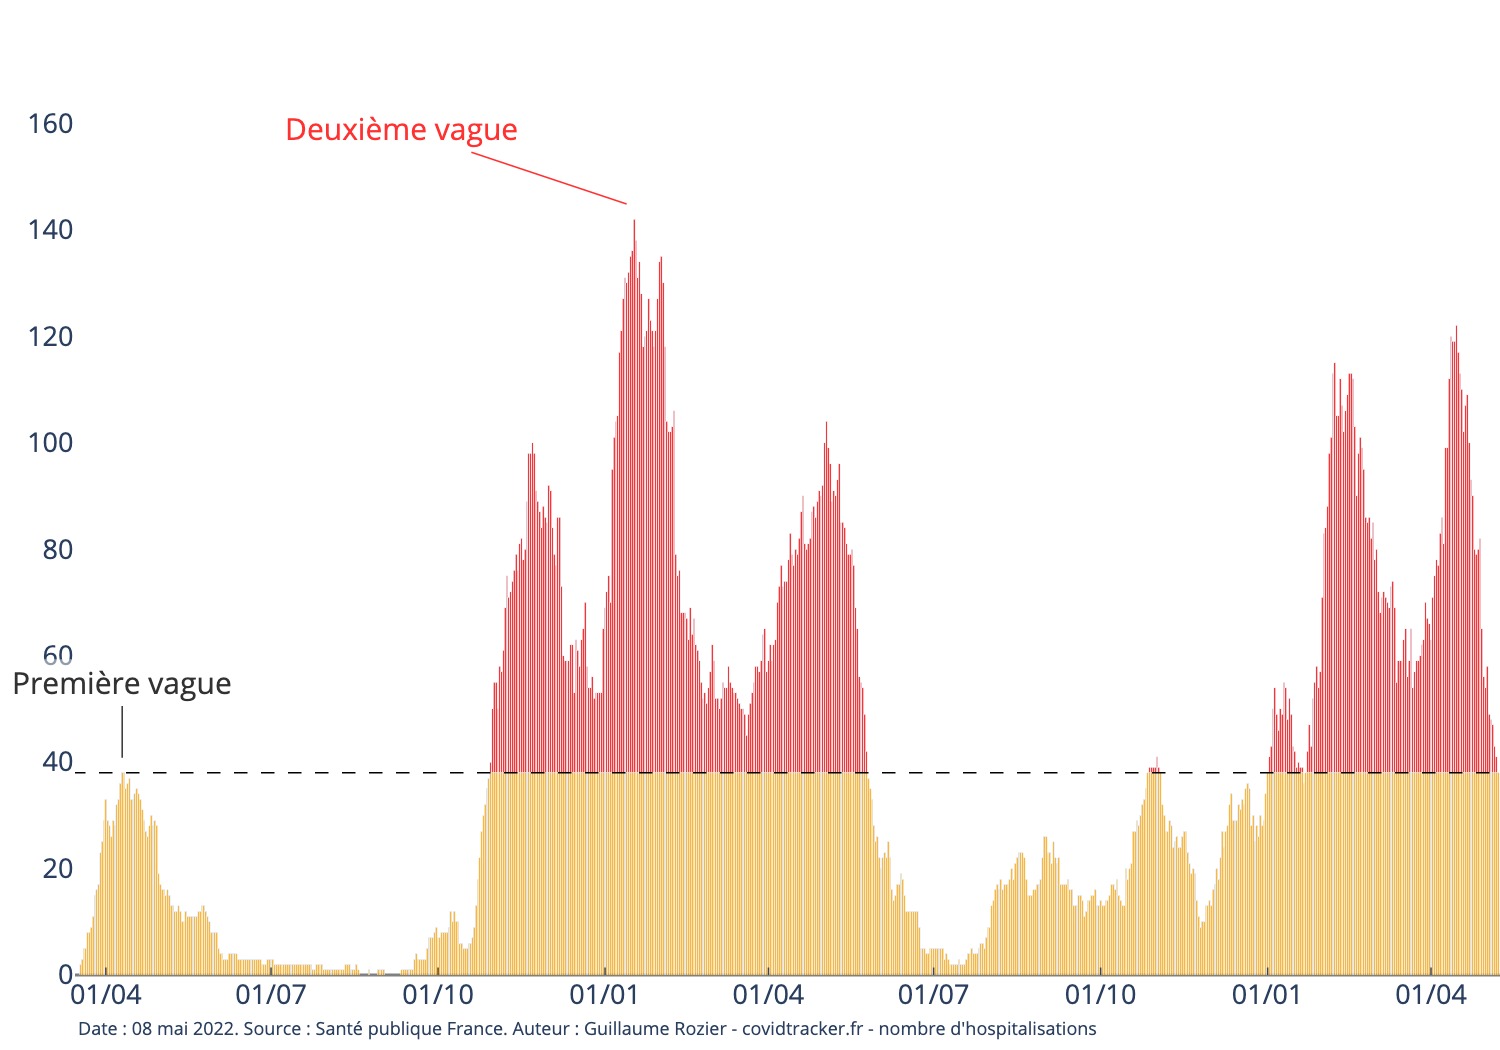 160
Deuxième vague
140
120
100
80
60
Première vague
40
20
0
01/04 01/07 01/10 01/01 01/04 01/07 01/10 01/01 01/04
Date : 08 mai 2022. Source : Santé publique France. Auteur : Guillaume Rozier - covidtracker.fr - nombre d'hospitalisations